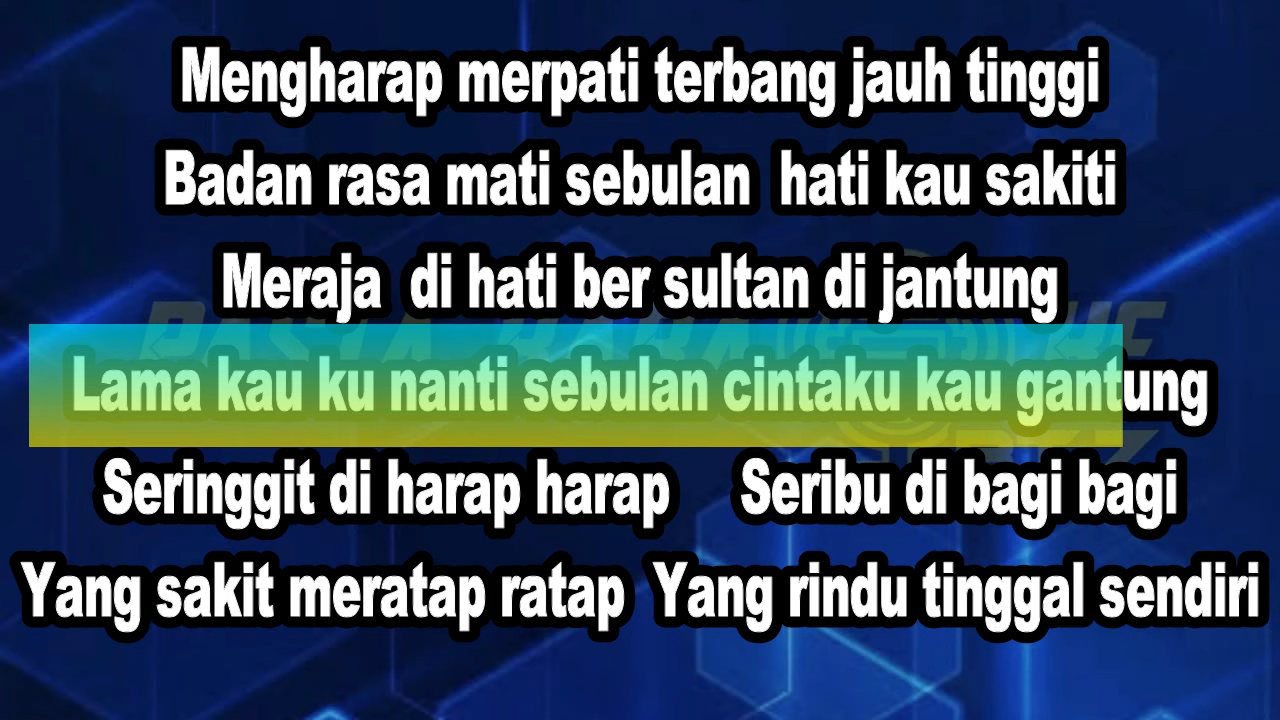 Mengharap merpati terbang jauh tinggi
Badan rasa mati sebulan  hati kau sakiti
Meraja  di hati ber sultan di jantung
Lama kau ku nanti sebulan cintaku kau gantung
Seringgit di harap harap     Seribu di bagi bagi
Yang sakit meratap ratap  Yang rindu tinggal sendiri